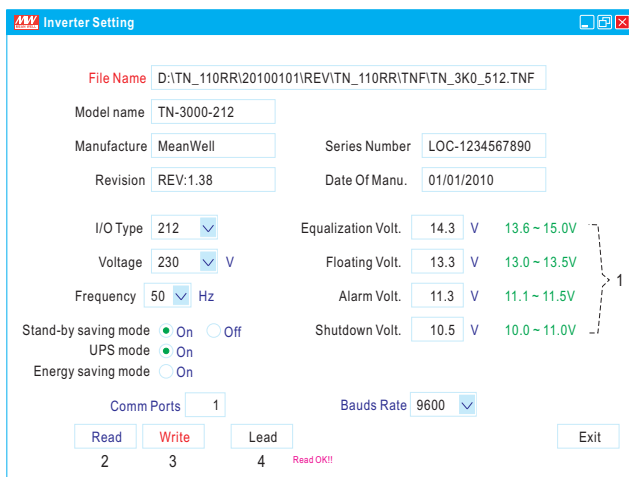 MW MEAN WELL Inverter Setting
File Name D:\TN_110RR\20100101\REV\TN_110RR\TNF\TN_3K0_512.TNF
Model name TN-3000-212
Manufacture MeanWell Series Number LOC-1234567890
Revision REV:1.38 Date Of Manu. 01/01/2010
I/O Type 212 Equalization Volt. 14.3 V 13.6 ~ 15.0V
Voltage 230 V Floating Volt. 13.3 V 13.0 ~ 13.5V
1
Frequency 50 Hz Alarm Volt. 11.3 V 11.1 ~ 11.5V
Stand-by saving mode On Off Shutdown Volt. 10.5 V 10.0 ~ 11.0V
UPS mode On
Energy saving mode On
Comm Ports 1 Bauds Rate 9600
Read Write Lead Exit
2 3 4 Read OK!!